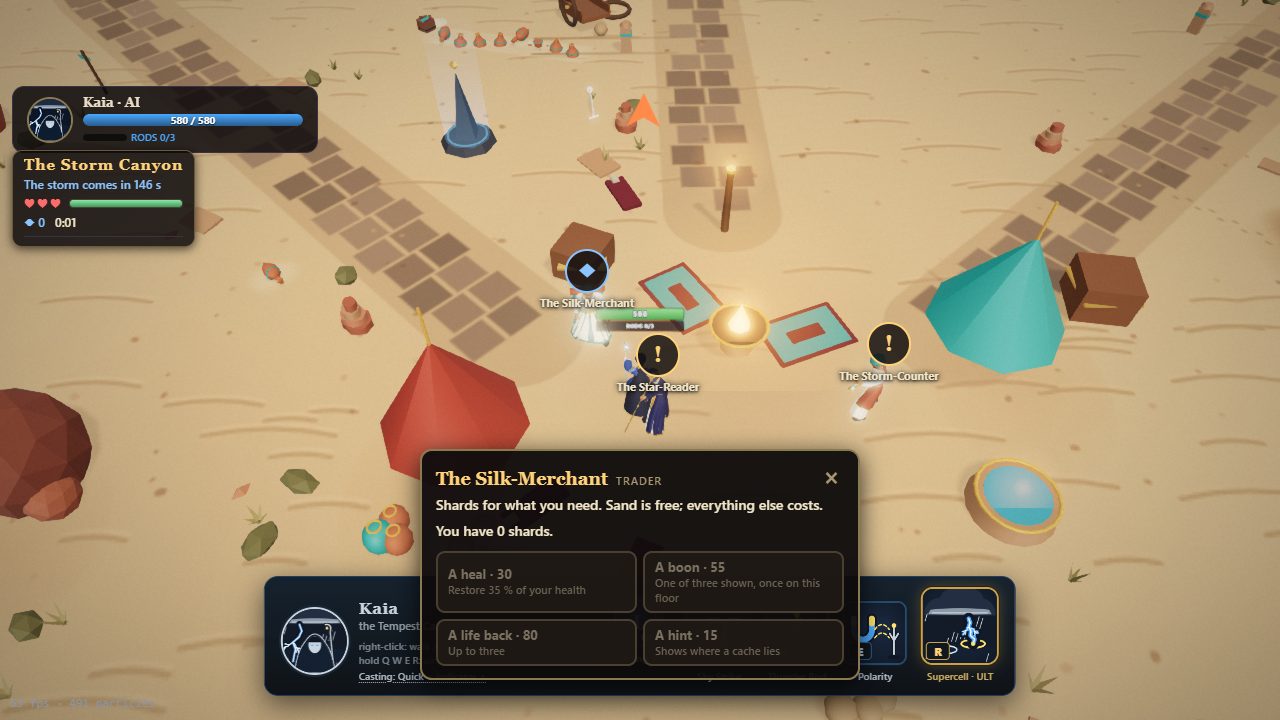 Kaia · AI
580 / 580
RODS 0/3
The Storm Canyon
The storm comes in 146 s
0 0:01
The Silk-Merchant
580
RODS 0/3
!
The Star-Reader
!
The Storm-Counter
The Silk-Merchant TRADER
Shards for what you need. Sand is free; everything else costs.
You have 0 shards.
A heal · 30
Restore 35 % of your health
A boon · 55
One of three shown, once on this
floor
A life back · 80
Up to three
A hint · 15
Shows where a cache lies
Kaia
the Tempest
right-click:
hold Q W E R
Casting: Quick
E
Polarity
R
Supercell · ULT